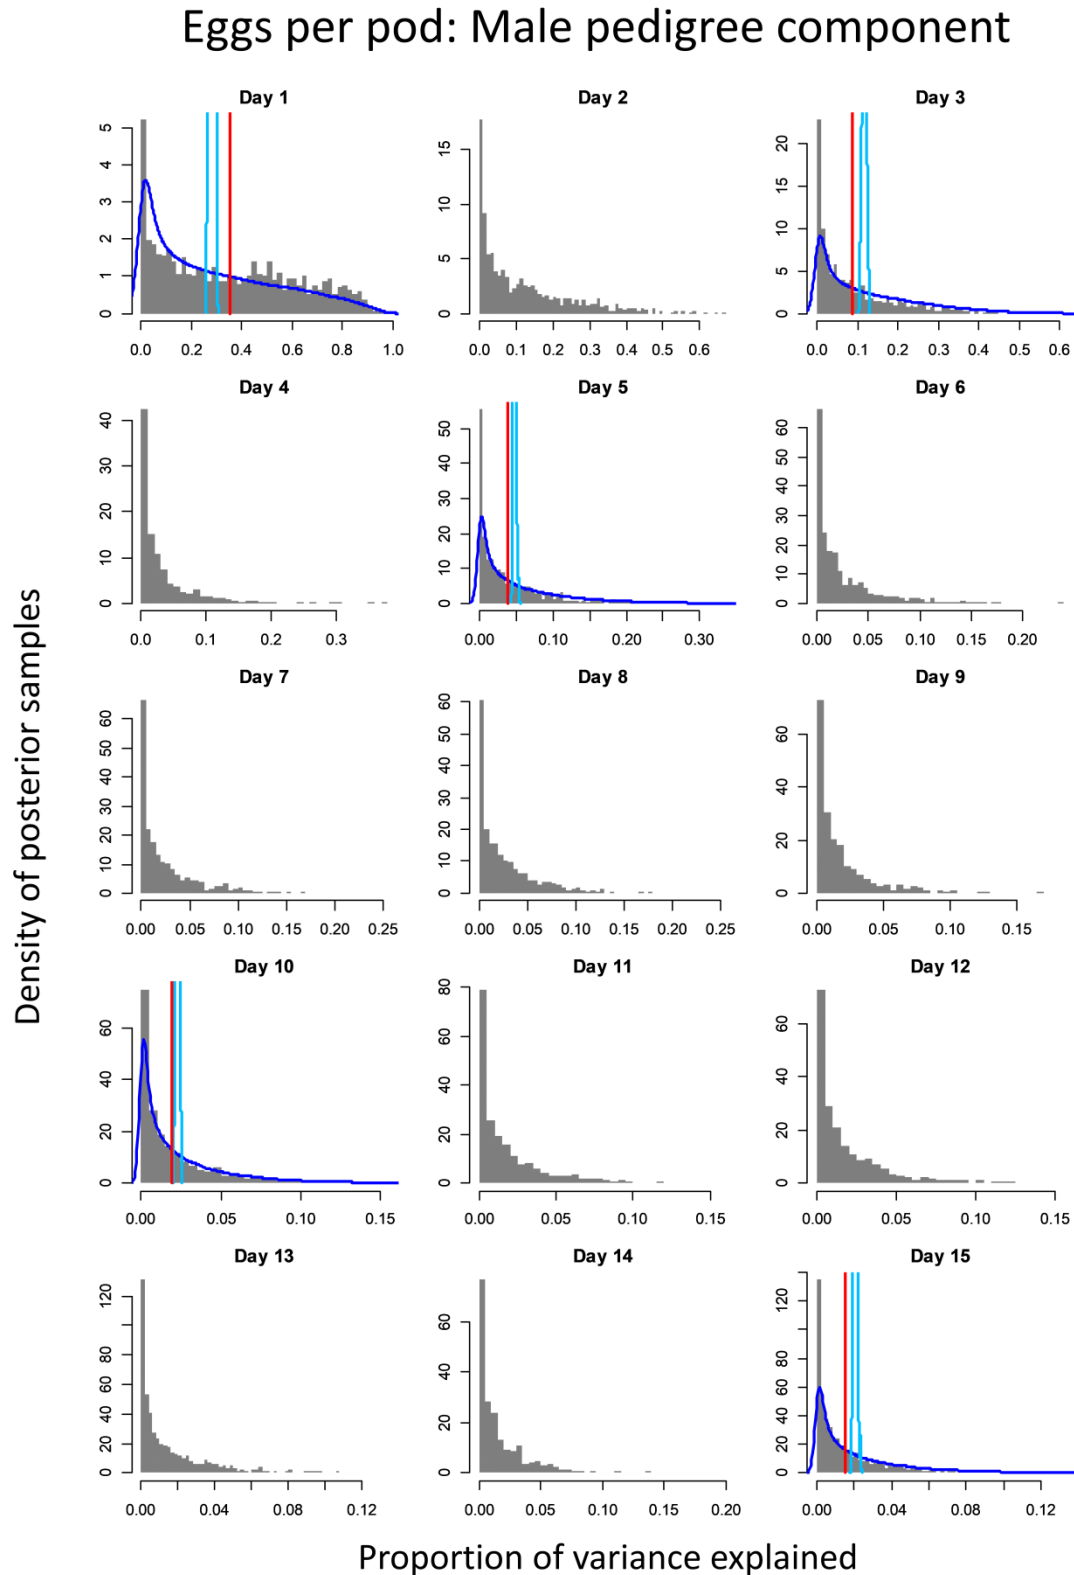 Eggs per pod: Male pedigree component
Density of posterior samples
Day 1
5
4
3
2
1
0
0.0 0.2 0.4 0.6 0.8 1.0
Day 2
15
10
5
0
0.0 0.1 0.2 0.3 0.4 0.5 0.6
Day 3
20
15
10
5
0
0.0 0.1 0.2 0.3 0.4 0.5 0.6
Day 4
40
30
20
10
0
0.0 0.1 0.2 0.3
Day 5
50
40
30
20
10
0
0.00 0.10 0.20 0.30
Day 6
60
50
40
30
20
10
0
0.00 0.05 0.10 0.15 0.20
Day 7
60
50
40
30
20
10
0
0.00 0.05 0.10 0.15 0.20 0.25
Day 8
60
50
40
30
20
10
0
0.00 0.05 0.10 0.15 0.20 0.25
Day 9
60
40
20
0
0.00 0.05 0.10 0.15
Day 10
60
40
20
0
0.00 0.05 0.10 0.15
Day 11
80
60
40
20
0
0.00 0.05 0.10 0.15
Day 12
60
40
20
0
0.00 0.05 0.10 0.15
Day 13
120
80
60
40
20
0
0.00 0.04 0.08 0.12
Day 14
60
40
20
0
0.00 0.05 0.10 0.15 0.20
Day 15
120
80
60
40
20
0
0.00 0.04 0.08 0.12
Proportion of variance explained